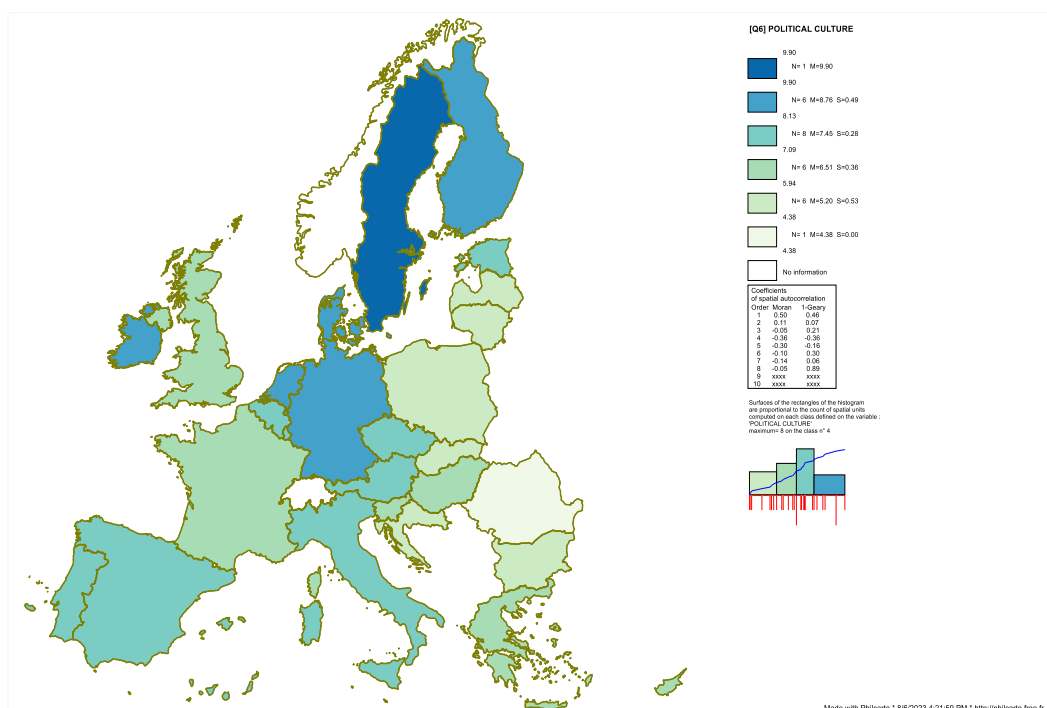 [Q6] POLITICAL CULTURE
9.90
N= 1 M=9.90
9.90
N= 6 M=8.76 S=0.49
8.13
N= 8 M=7.45 S=0.28
7.09
N= 6 M=6.51 S=0.36
5.94
N= 6 M=5.20 S=0.53
4.38
N= 1 M=4.38 S=0.00
4.38
No information
Coefficients
of spatial autocorrelation
Order Moran 1-Geary
1 0.50 0.46
2 0.11 0.07
3 -0.05 0.21
4 -0.36 -0.36
5 -0.30 -0.16
6 -0.10 0.30
7 -0.14 0.06
8 -0.05 0.89
9 xxxx xxxx
10 xxxx xxxx
Surfaces of the rectangles of the histogram
are proportional to the count of spatial units
computed on each class defined on the variable :
'POLITICAL CULTURE'
maximum= 8 on the class n° 4
Made with Philcarto * 8/6/2023 4:21:59 PM * http://philcarto.free.fr